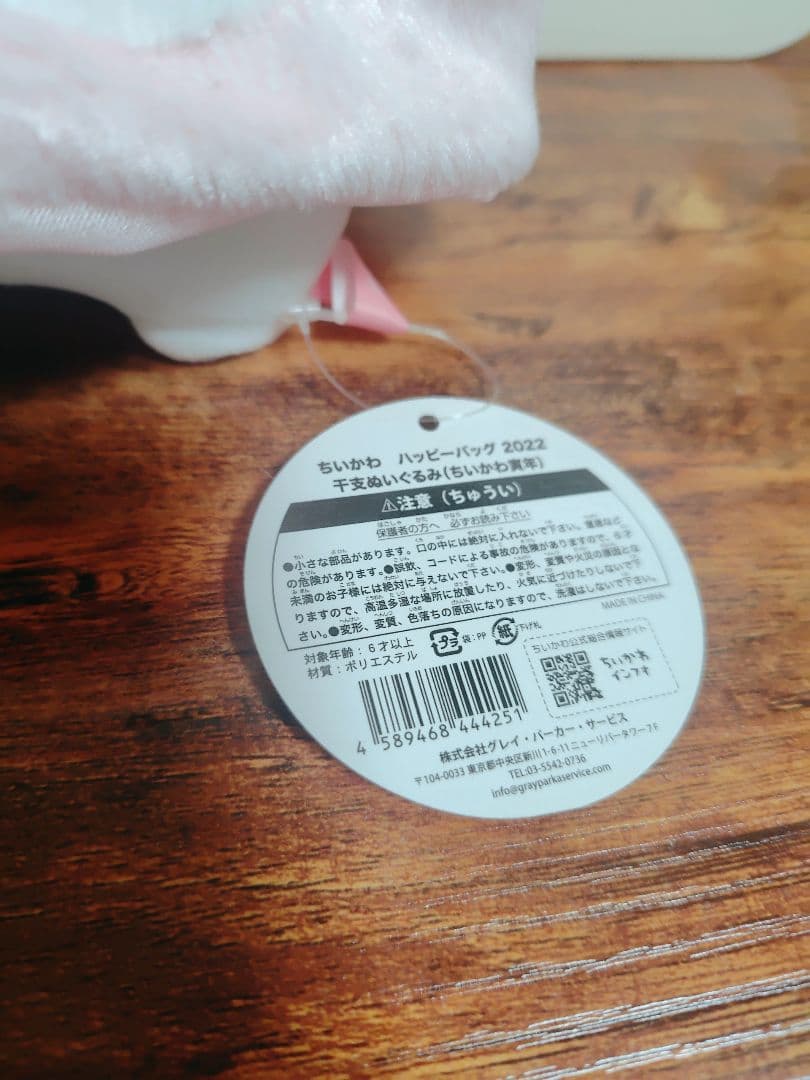 ちいかわ ハッピーバッグ 2022
干支ぬいぐるみ(ちいかわ寅年)
⚠注意(ちゅうい)
保護者の方へ 必ずお読み下さい
●小さな部品があります。口の中には絶対に入れないで下さい。窒息など
の危険があります。●誤飲、コードによる事故の危険がありますので、6才
未満のお子様には絶対に与えないで下さい。●変形、変質や火災の原因とな
りますので、高温多湿な場所に放置したり、火気に近づけたりしないで下
さい。●変形、変質、色落ちの原因になりますので、洗濯はしないで下さい。
MADE IN CHINA
対象年齢:6才以上
材質:ポリエステル
プラ 袋:PP 紙 下げ札
ちいかわ公式総合情報サイト
ちいかわ
インフォ
4 589468 444251
株式会社グレイ・パーカー・サービス
〒104-0033 東京都中央区新川1-6-11ニューリバータワー7F
TEL:03-5542-0736
info@grayparkaservice.com